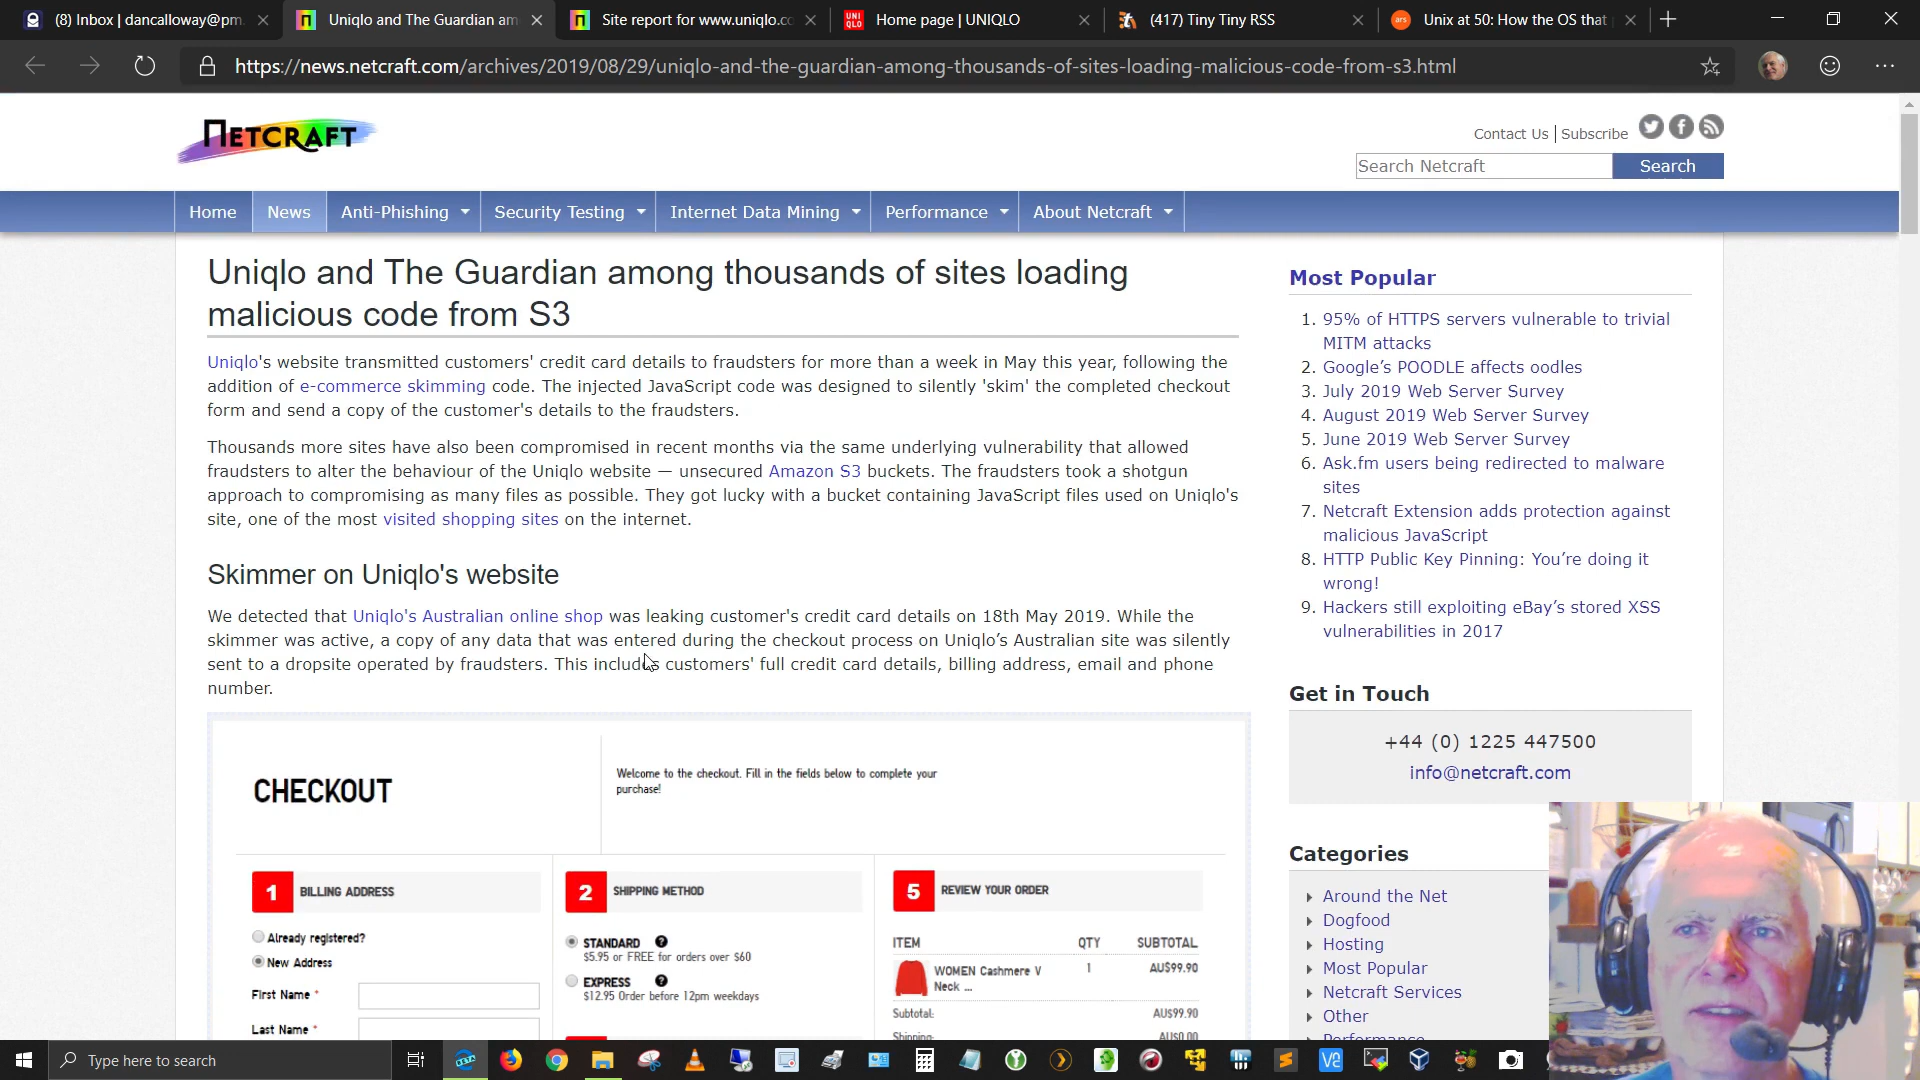 (8) Inbox | dancalloway@pm.
Uniqlo and The Guardian am
Site report for www.uniqlo.co
Home page | UNIQLO
(417) Tiny Tiny RSS
Unix at 50: How the OS that
https://news.netcraft.com/archives/2019/08/29/uniqlo-and-the-guardian-among-thousands-of-sites-loading-malicious-code-from-s3.html
NETCRAFT
Contact Us | Subscribe
Search Netcraft
Search
Home
News
Anti-Phishing
Security Testing
Internet Data Mining
Performance
About Netcraft
Uniqlo and The Guardian among thousands of sites loading
malicious code from S3
Uniqlo's website transmitted customers' credit card details to fraudsters for more than a week in May this year, following the
addition of e-commerce skimming code. The injected JavaScript code was designed to silently 'skim' the completed checkout
form and send a copy of the customer's details to the fraudsters.
Thousands more sites have also been compromised in recent months via the same underlying vulnerability that allowed
fraudsters to alter the behaviour of the Uniqlo website — unsecured Amazon S3 buckets. The fraudsters took a shotgun
approach to compromising as many files as possible. They got lucky with a bucket containing JavaScript files used on Uniqlo's
site, one of the most visited shopping sites on the internet.
Skimmer on Uniqlo's website
We detected that Uniqlo's Australian online shop was leaking customer's credit card details on 18th May 2019. While the
skimmer was active, a copy of any data that was entered during the checkout process on Uniqlo's Australian site was silently
sent to a dropsite operated by fraudsters. This includes customers' full credit card details, billing address, email and phone
number.
CHECKOUT
Welcome to the checkout. Fill in the fields below to complete your
purchase!
1 BILLING ADDRESS
Already registered?
New Address
First Name *
Last Name *
2 SHIPPING METHOD
STANDARD ?
$5.95 or FREE for orders over $60
EXPRESS ?
$12.95 Order before 12pm weekdays
5 REVIEW YOUR ORDER
ITEM QTY SUBTOTAL
WOMEN Cashmere V 1 AU$99.90
Neck ...
Subtotal: AU$99.90
Shipping: AU$0.00
Most Popular
1. 95% of HTTPS servers vulnerable to trivial
MITM attacks
2. Google's POODLE affects oodles
3. July 2019 Web Server Survey
4. August 2019 Web Server Survey
5. June 2019 Web Server Survey
6. Ask.fm users being redirected to malware
sites
7. Netcraft Extension adds protection against
malicious JavaScript
8. HTTP Public Key Pinning: You're doing it
wrong!
9. Hackers still exploiting eBay's stored XSS
vulnerabilities in 2017
Get in Touch
+44 (0) 1225 447500
info@netcraft.com
Categories
Around the Net
Dogfood
Hosting
Most Popular
Netcraft Services
Other
Performance
Type here to search